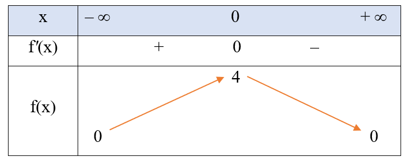 x – ∞ 0 + ∞
f′(x) + 0 –
4
f(x)
0 0